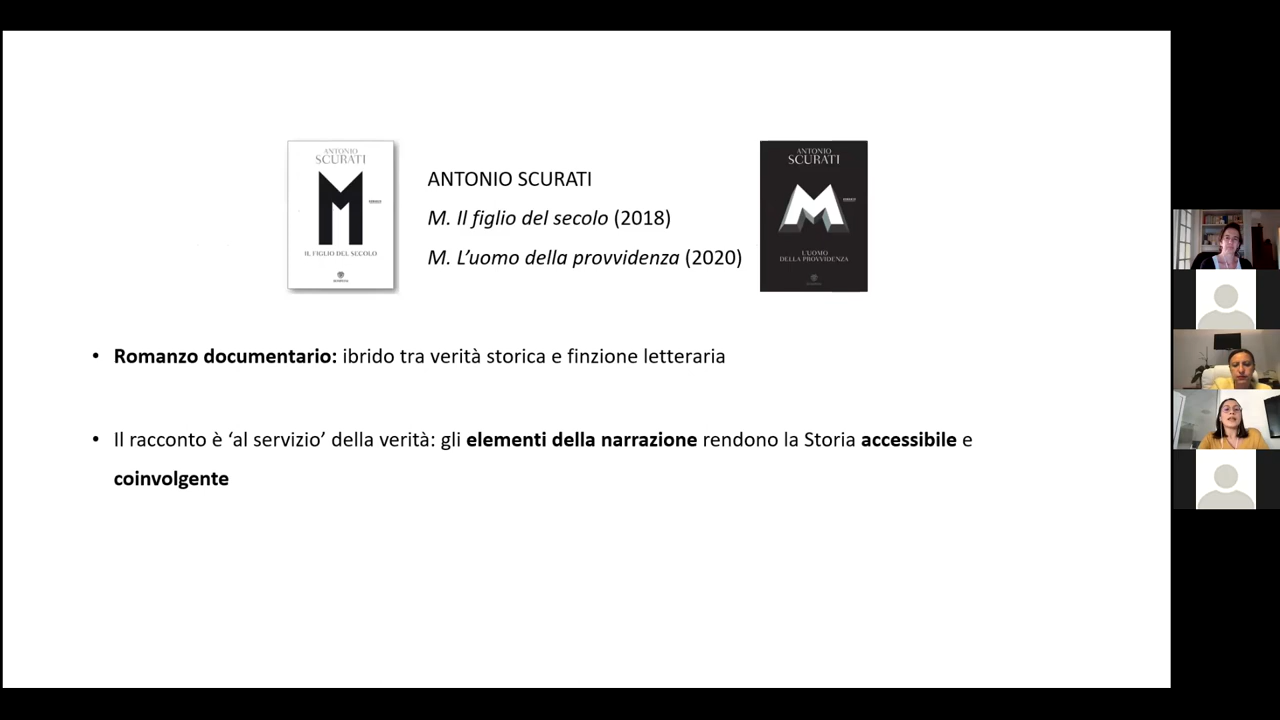 ANTONIO
SCURATI
IL FIGLIO DEL SECOLO
ANTONIO SCURATI
M. Il figlio del secolo (2018)
M. L’uomo della provvidenza (2020)
ANTONIO
SCURATI
M
L'UOMO
DELLA PROVVIDENZA
• Romanzo documentario: ibrido tra verità storica e finzione letteraria
• Il racconto è ‘al servizio’ della verità: gli elementi della narrazione rendono la Storia accessibile e
coinvolgente